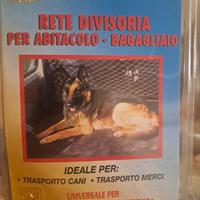 RETE DIVISORIA
PER ABITACOLO - BAGAGLIAIO
IDEALE PER:
• TRASPORTO CANI • TRASPORTO MERCI
UNIVERSALE PER